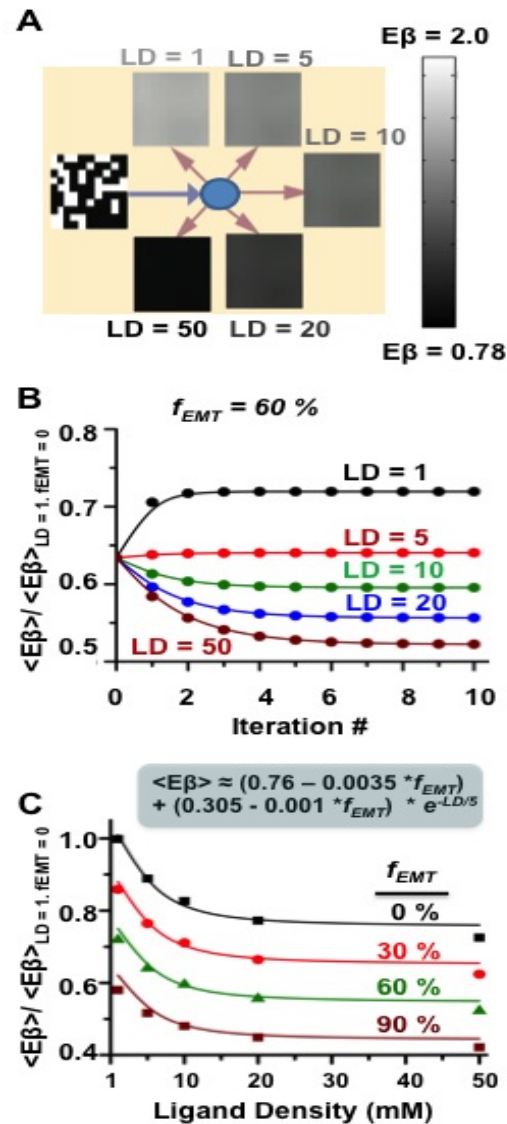 A
Eβ = 2.0
LD = 1 LD = 5
LD = 10
LD = 50 LD = 20
Eβ = 0.78
B
fEMT = 60 %
<Eβ>/ <Eβ>LD = 1. fEMT = 0
0.8
0.7
0.6
0.5
LD = 1
LD = 5
LD = 10
LD = 20
LD = 50
0 2 4 6 8 10
Iteration #
C
<Eβ> ≈ (0.76 – 0.0035 *fEMT)
+ (0.305 - 0.001 *fEMT) * e-LD/5
<Eβ>/ <Eβ>LD = 1. fEMT = 0
1.0
0.8
0.6
0.4
fEMT
0 %
30 %
60 %
90 %
1 10 20 30 40 50
Ligand Density (mM)